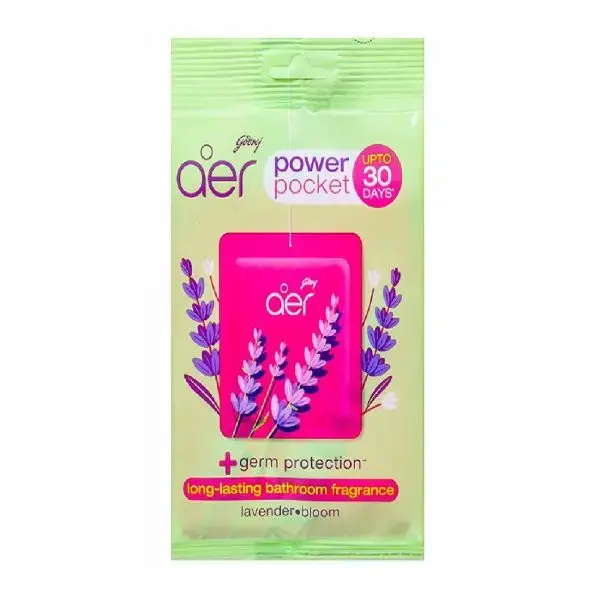 Godrej
aer
power
pocket
UPTO
30
DAYS*
Godrej
aer
+germ protection~
long-lasting bathroom fragrance
lavender•bloom